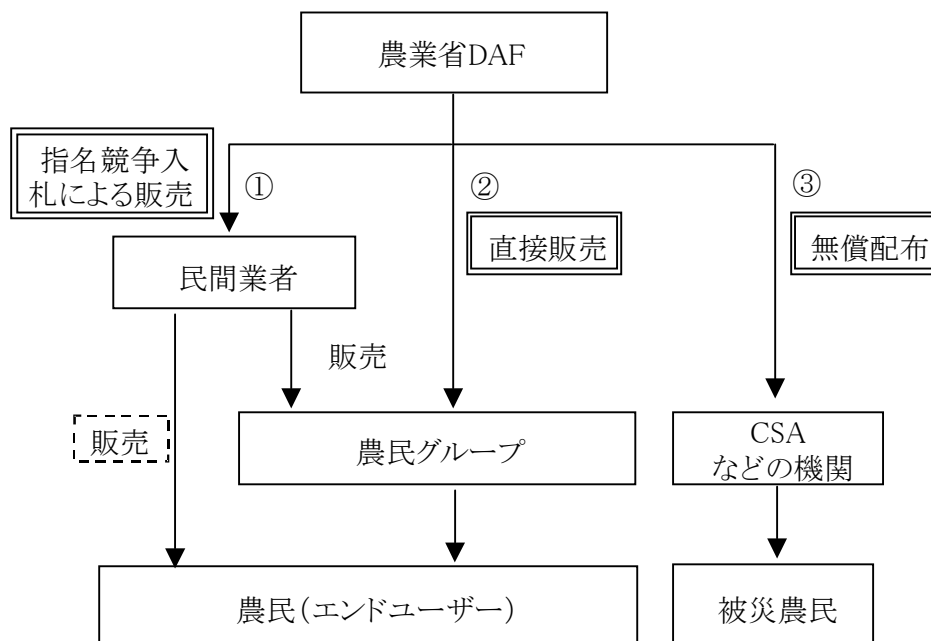 農業省DAF
指名競争入
札による販売
①
②
③
直接販売
無償配布
民間業者
販売
販売
農民グループ
CSA
などの機関
農民(エンドユーザー)
被災農民